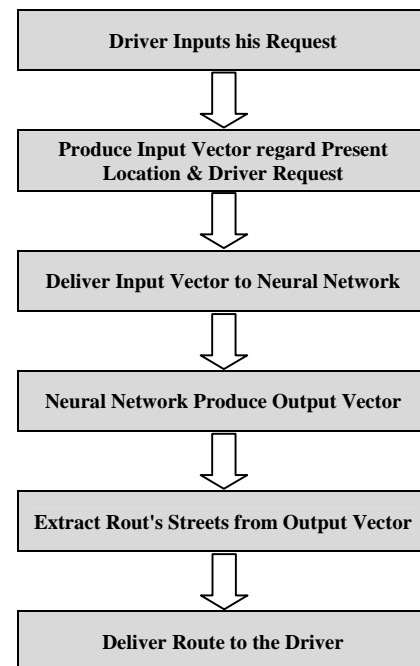 Driver Inputs his Request
Produce Input Vector regard Present
Location & Driver Request
Deliver Input Vector to Neural Network
Neural Network Produce Output Vector
Extract Rout's Streets from Output Vector
Deliver Route to the Driver